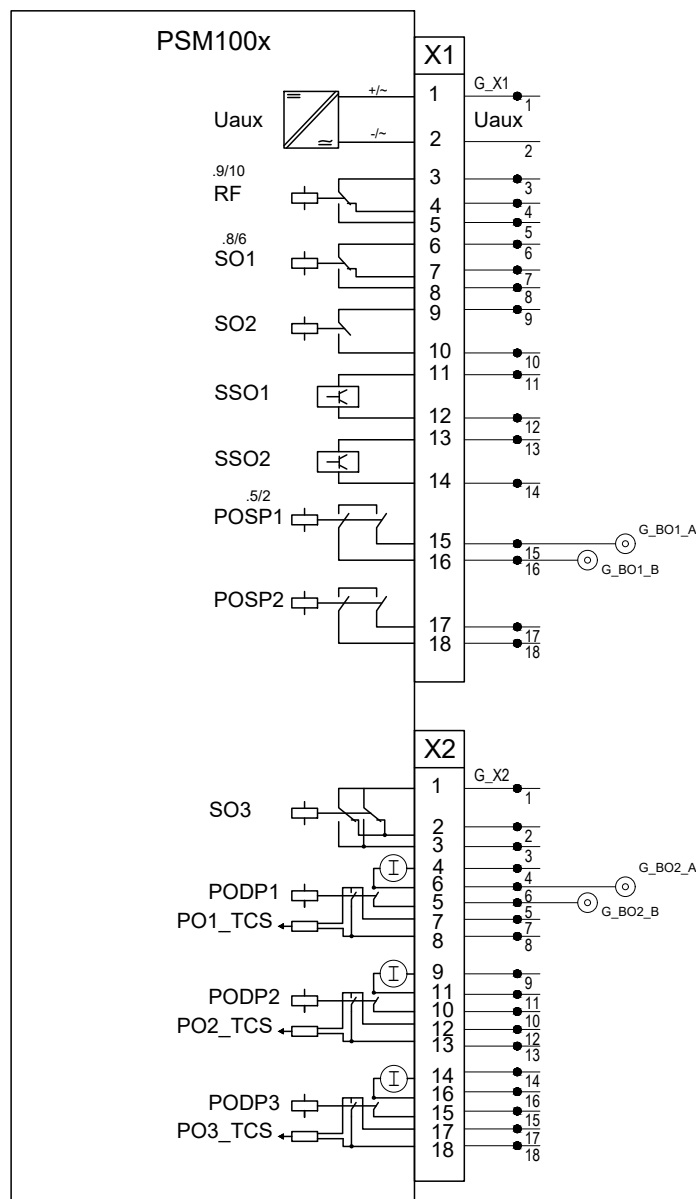 PSM100x
X1
+/~ 1 G_X1 1
Uaux Uaux
-/~ 2 2
.9/10 3 3
RF 4 4
5 5
.8/6 6 6
SO1 7 7
8 8
SO2 9 9
10 10
SSO1 11 11
12 12
SSO2 13 13
14 14
.5/2
POSP1 15 15 G_BO1_A
16 16 G_BO1_B
POSP2 17 17
18 18
X2
1 G_X2 1
SO3 2 2
3 3
I 4 4
PODP1 6 6 G_BO2_A
5 5 G_BO2_B
PO1_TCS 7 7
8 8
I 9 9
PODP2 11 11
10 10
PO2_TCS 12 12
13 13
I 14 14
PODP3 16 16
15 15
PO3_TCS 17 17
18 18